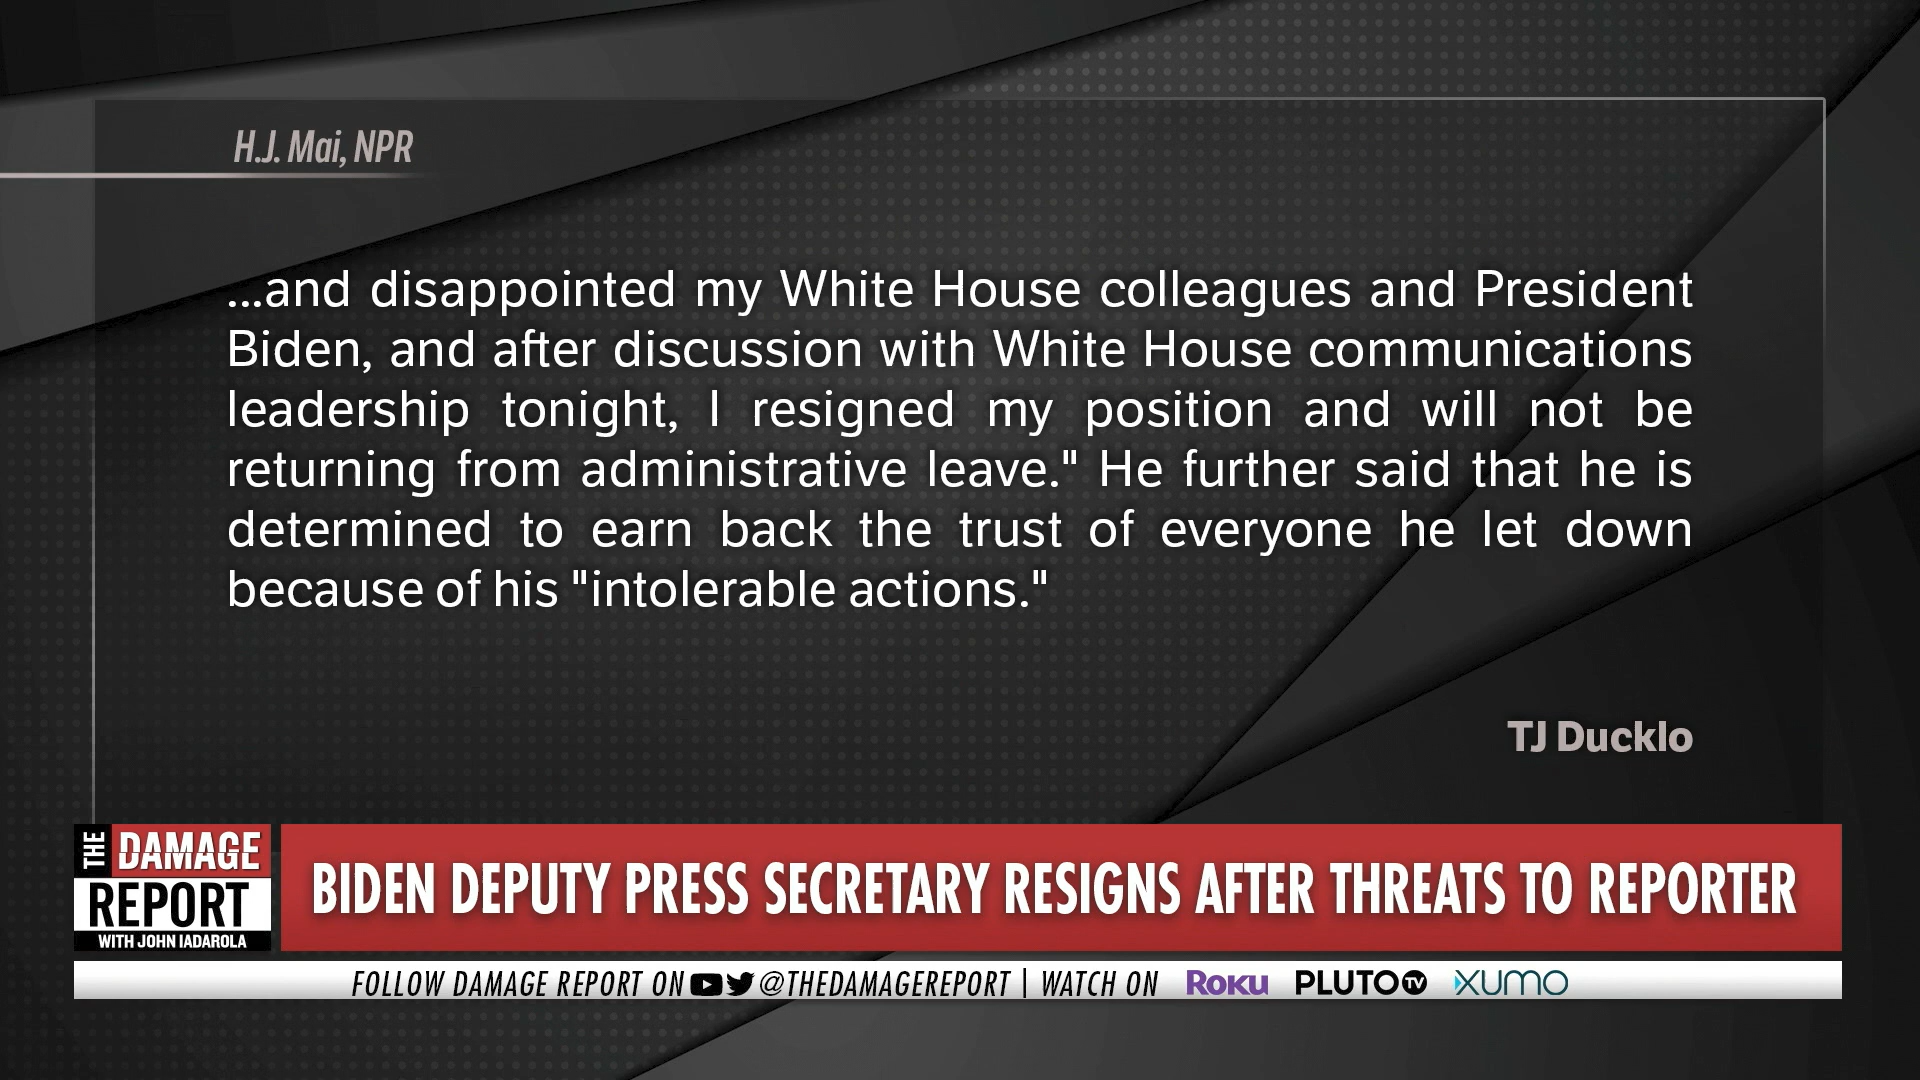 H.J. Mai, NPR
...and disappointed my White House colleagues and President
Biden, and after discussion with White House communications
leadership tonight, I resigned my position and will not be
returning from administrative leave." He further said that he is
determined to earn back the trust of everyone he let down
because of his "intolerable actions."
TJ Ducklo
THE DAMAGE
REPORT
WITH JOHN IADAROLA
BIDEN DEPUTY PRESS SECRETARY RESIGNS AFTER THREATS TO REPORTER
FOLLOW DAMAGE REPORT ON @THEDAMAGEREPORT | WATCH ON ROKU PLUTO TV XUMO